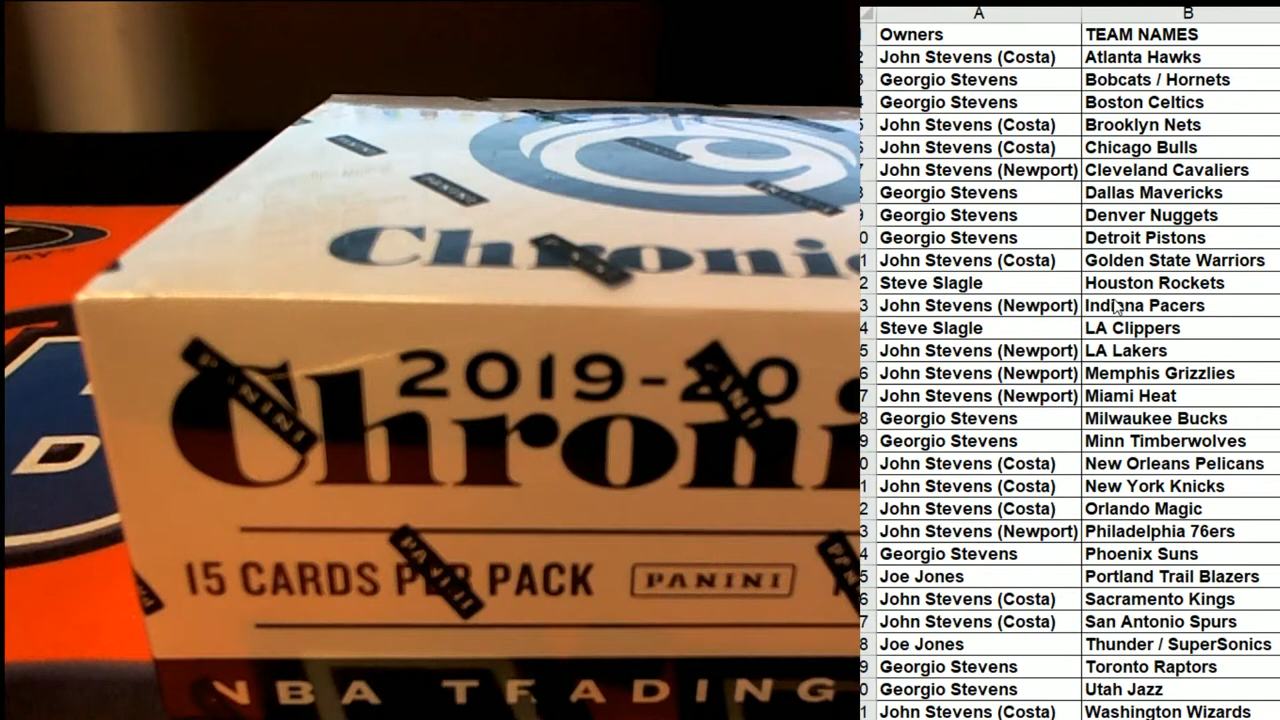 Chroni
2019-20
Chroni
15 CARDS PER PACK PANINI
NBA TRADING
PANINI
PANINI
PANINI
D
A B
Owners TEAM NAMES
John Stevens (Costa) Atlanta Hawks
Georgio Stevens Bobcats / Hornets
Georgio Stevens Boston Celtics
John Stevens (Costa) Brooklyn Nets
John Stevens (Costa) Chicago Bulls
John Stevens (Newport) Cleveland Cavaliers
Georgio Stevens Dallas Mavericks
Georgio Stevens Denver Nuggets
Georgio Stevens Detroit Pistons
John Stevens (Costa) Golden State Warriors
Steve Slagle Houston Rockets
John Stevens (Newport) Indiana Pacers
Steve Slagle LA Clippers
John Stevens (Newport) LA Lakers
John Stevens (Newport) Memphis Grizzlies
John Stevens (Newport) Miami Heat
Georgio Stevens Milwaukee Bucks
Georgio Stevens Minn Timberwolves
John Stevens (Costa) New Orleans Pelicans
John Stevens (Costa) New York Knicks
John Stevens (Costa) Orlando Magic
John Stevens (Newport) Philadelphia 76ers
Georgio Stevens Phoenix Suns
Joe Jones Portland Trail Blazers
John Stevens (Costa) Sacramento Kings
John Stevens (Costa) San Antonio Spurs
Joe Jones Thunder / SuperSonics
Georgio Stevens Toronto Raptors
Georgio Stevens Utah Jazz
John Stevens (Costa) Washington Wizards